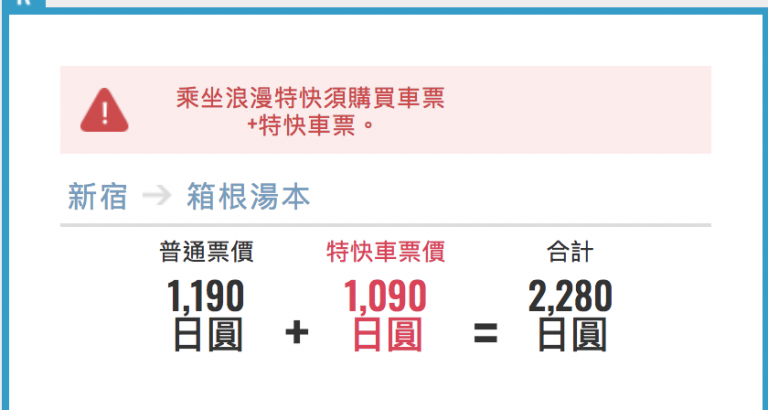 乘坐浪漫特快須購買車票
+特快車票。
新宿 → 箱根湯本
普通票價 特快車票價 合計
1,190 1,090 2,280
日圓 + 日圓 = 日圓